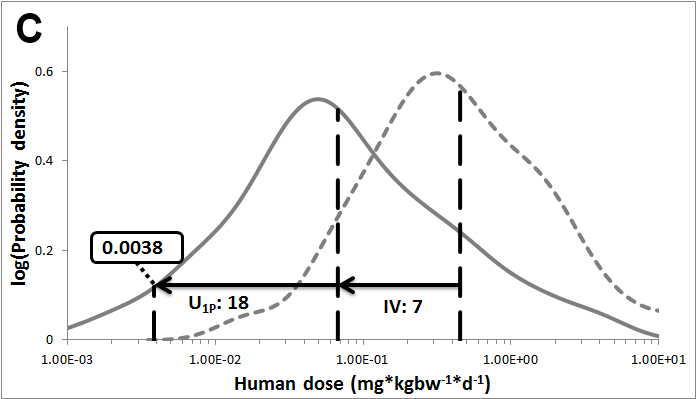 C
log(Probability density)
0.6
0.4
0.2
0
0.0038
U1P: 18
IV: 7
1.00E-03
1.00E-02
1.00E-01
1.00E+00
1.00E+01
Human dose (mg*kgbw-1*d-1)